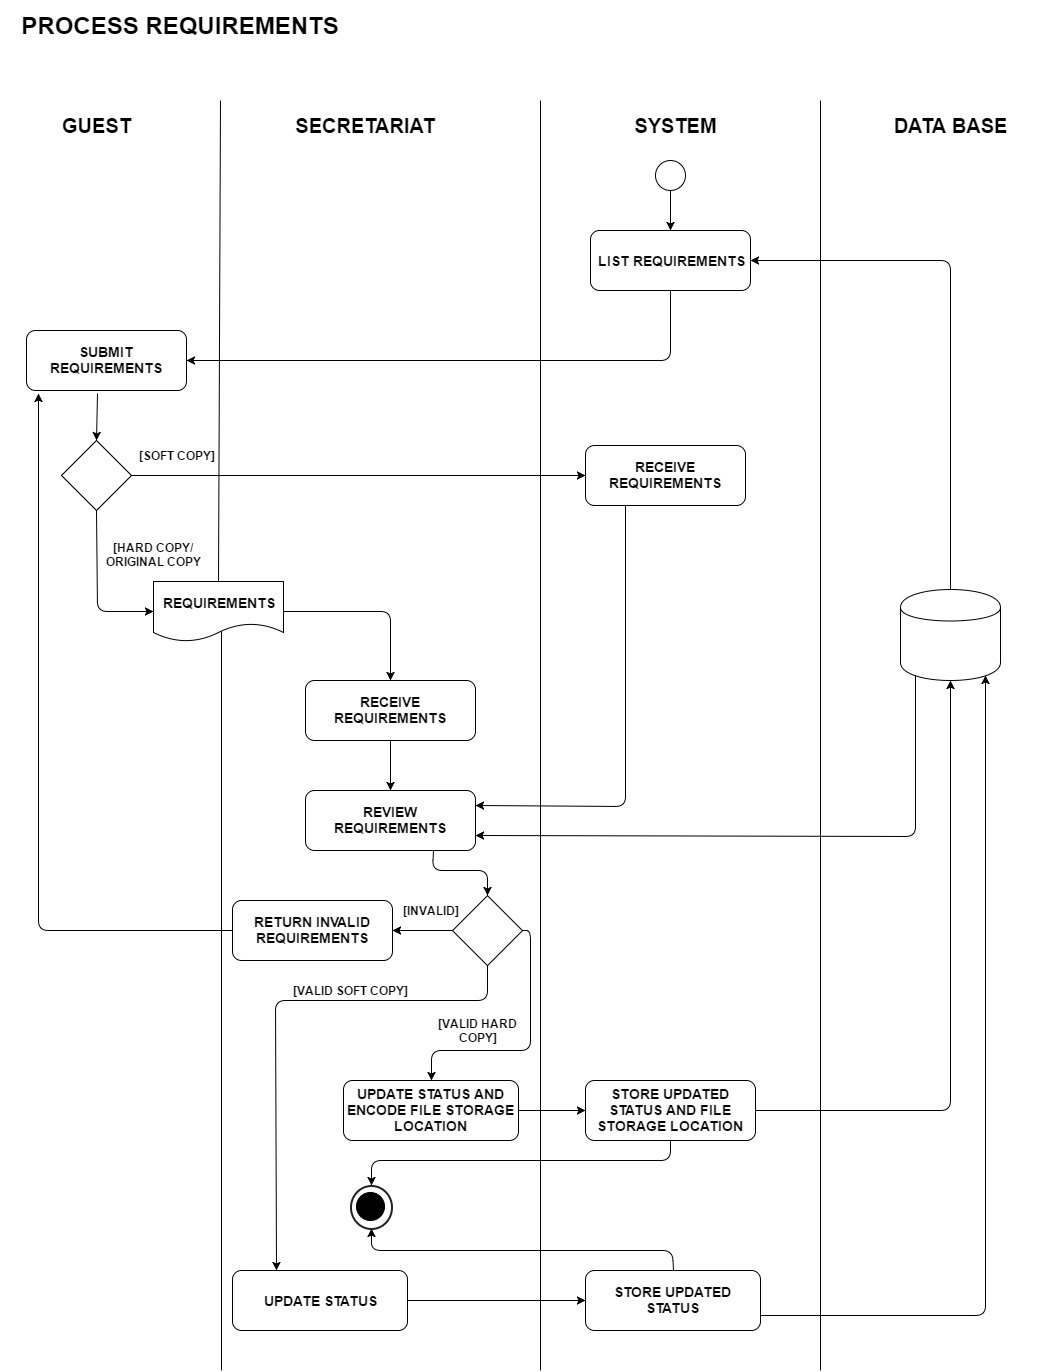 PROCESS REQUIREMENTS
GUEST
SECRETARIAT
SYSTEM
DATA BASE
LIST REQUIREMENTS
SUBMIT
REQUIREMENTS
[SOFT COPY]
RECEIVE
REQUIREMENTS
[HARD COPY/
ORIGINAL COPY
REQUIREMENTS
RECEIVE
REQUIREMENTS
REVIEW
REQUIREMENTS
[INVALID]
RETURN INVALID
REQUIREMENTS
[VALID SOFT COPY]
[VALID HARD
COPY]
UPDATE STATUS AND
ENCODE FILE STORAGE
LOCATION
STORE UPDATED
STATUS AND FILE
STORAGE LOCATION
UPDATE STATUS
STORE UPDATED
STATUS